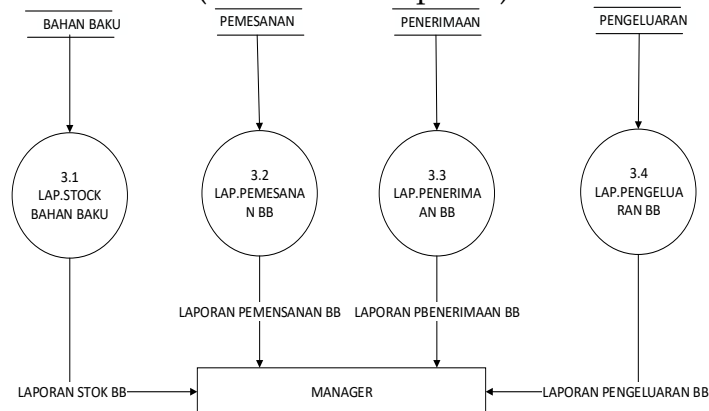 BAHAN BAKU
PEMESANAN
PENERIMAAN
PENGELUARAN
3.1
LAP.STOCK
BAHAN BAKU
3.2
LAP.PEMESANA
N BB
3.3
LAP.PENERIMA
AN BB
3.4
LAP.PENGELUA
RAN BB
LAPORAN PEMENSANAN BB
LAPORAN PBENERIMAAN BB
LAPORAN STOK BB
MANAGER
LAPORAN PENGELUARAN BB